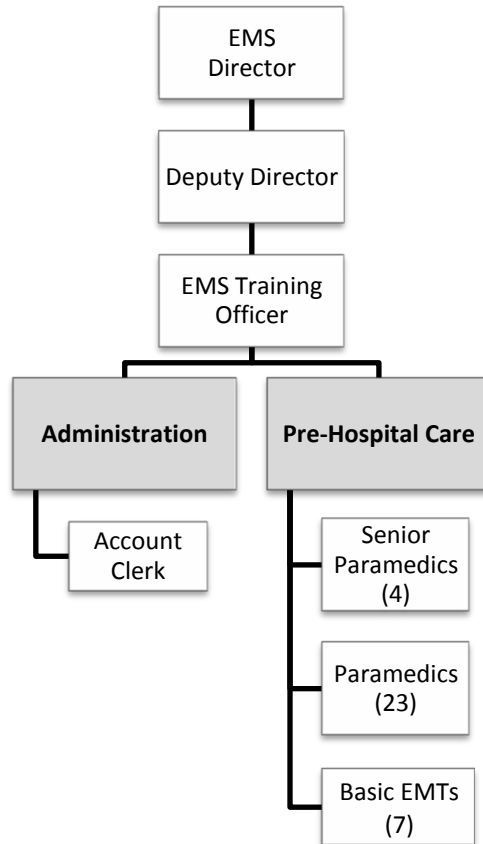 EMS
Director
Deputy Director
EMS Training
Officer
Administration
Pre-Hospital Care
Account
Clerk
Senior
Paramedics
(4)
Paramedics
(23)
Basic EMTs
(7)